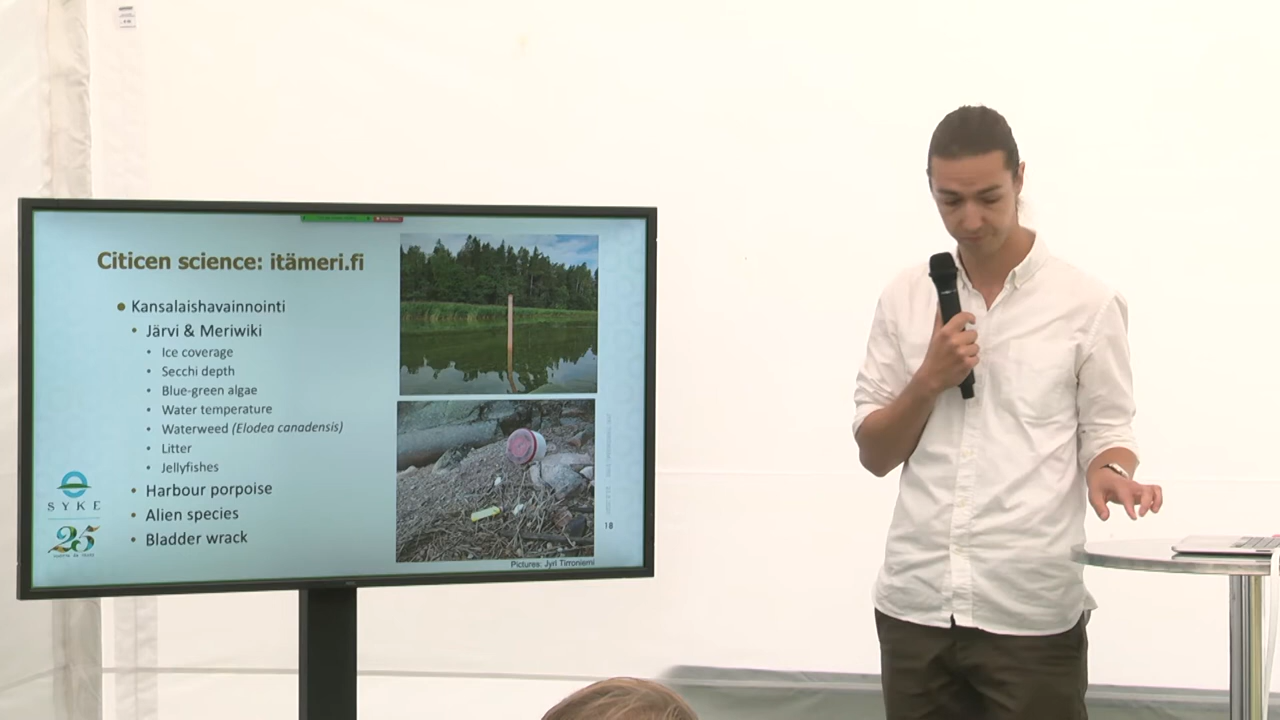 Citicen science: itämeri.fi
Kansalaishavainnointi
Järvi & Meriwiki
Ice coverage
Secchi depth
Blue-green algae
Water temperature
Waterweed (Elodea canadensis)
Litter
Jellyfishes
Harbour porpoise
Alien species
Bladder wrack
SYKE
25
18
Pictures: Jyri Tirroniemi